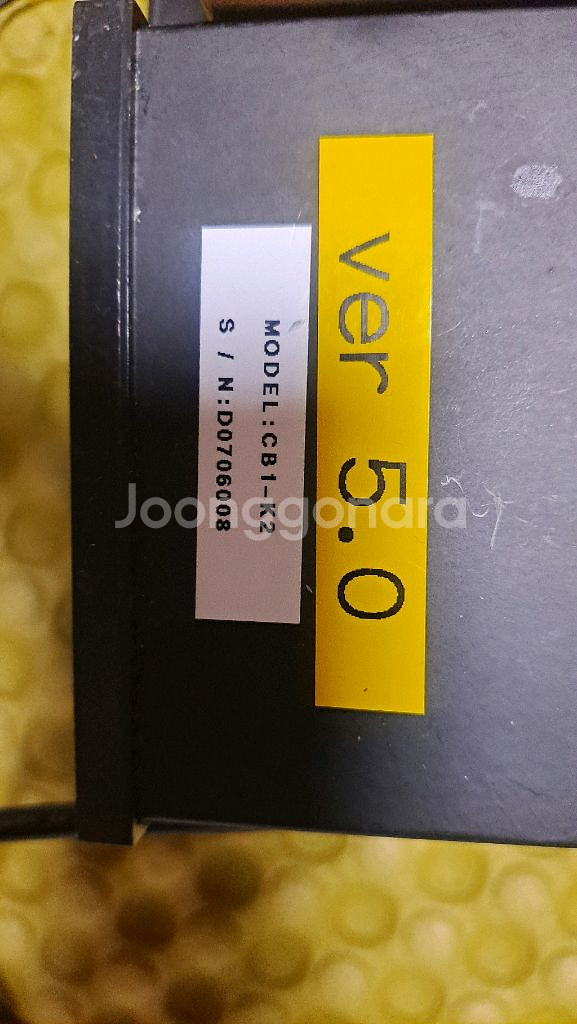 ver 5.0
MODEL:CB1-K2
S / N:D0706008
Joonggonara